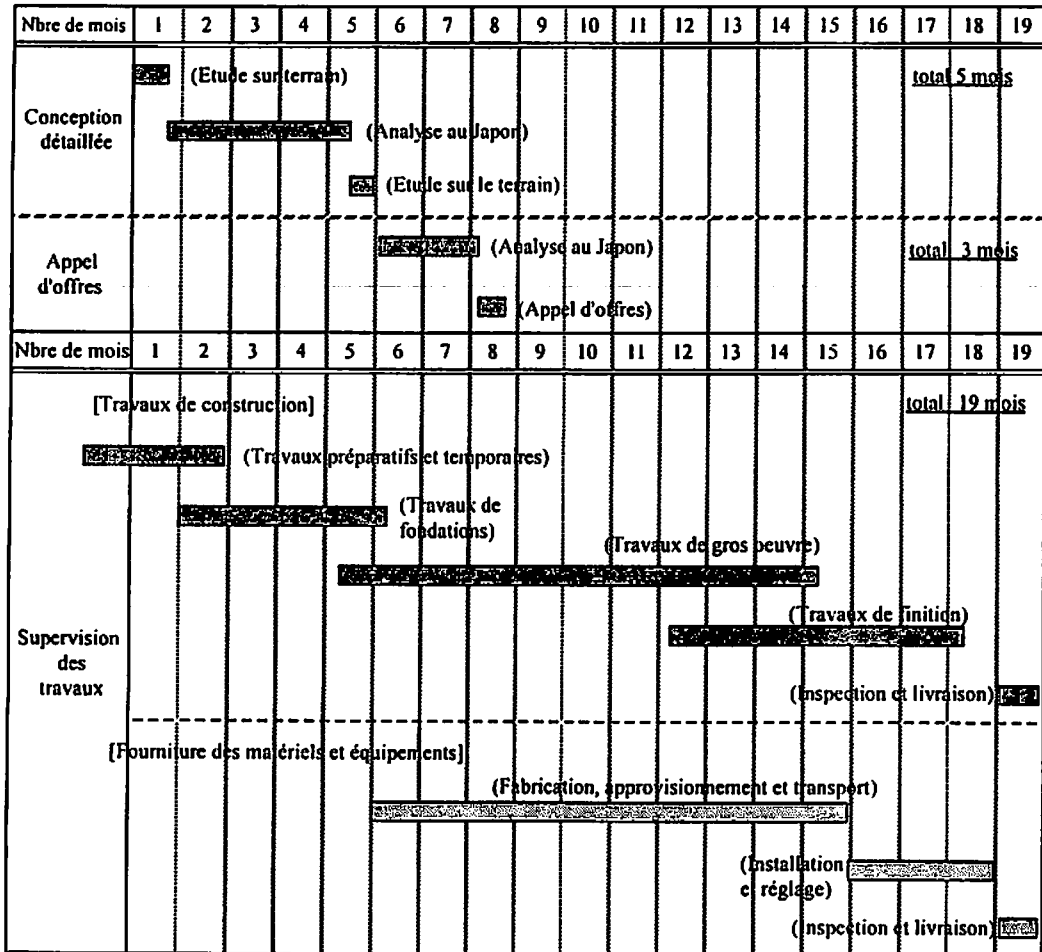 Nbre de mois 1 2 3 4 5 6 7 8 9 10 11 12 13 14 15 16 17 18 19
(Etude sur terrain) total 5 mois
Conception
détaillée
(Analyse au Japon)
(Etude sur le terrain)
(Analyse au Japon) total 3 mois
Appel
d'offres
(Appel d'offres)
Nbre de mois 1 2 3 4 5 6 7 8 9 10 11 12 13 14 15 16 17 18 19
[Travaux de construction] total 19 mois
(Travaux préparatifs et temporaires)
(Travaux de
fondations)
(Travaux de gros oeuvre)
(Travaux de finition)
Supervision
des
travaux
(Inspection et livraison)
[Fourniture des matériels et équipements]
(Fabrication, approvisionnement et transport)
(Installation
et réglage)
(Inspection et livraison)